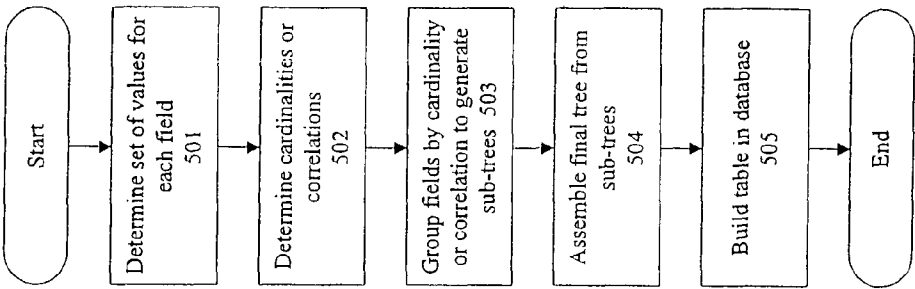 Start
Determine set of values for
each field
501
Determine cardinalities or
correlations
502
Group fields by cardinality
or correlation to generate
sub-trees 503
Assemble final tree from
sub-trees
504
Build table in database
505
End